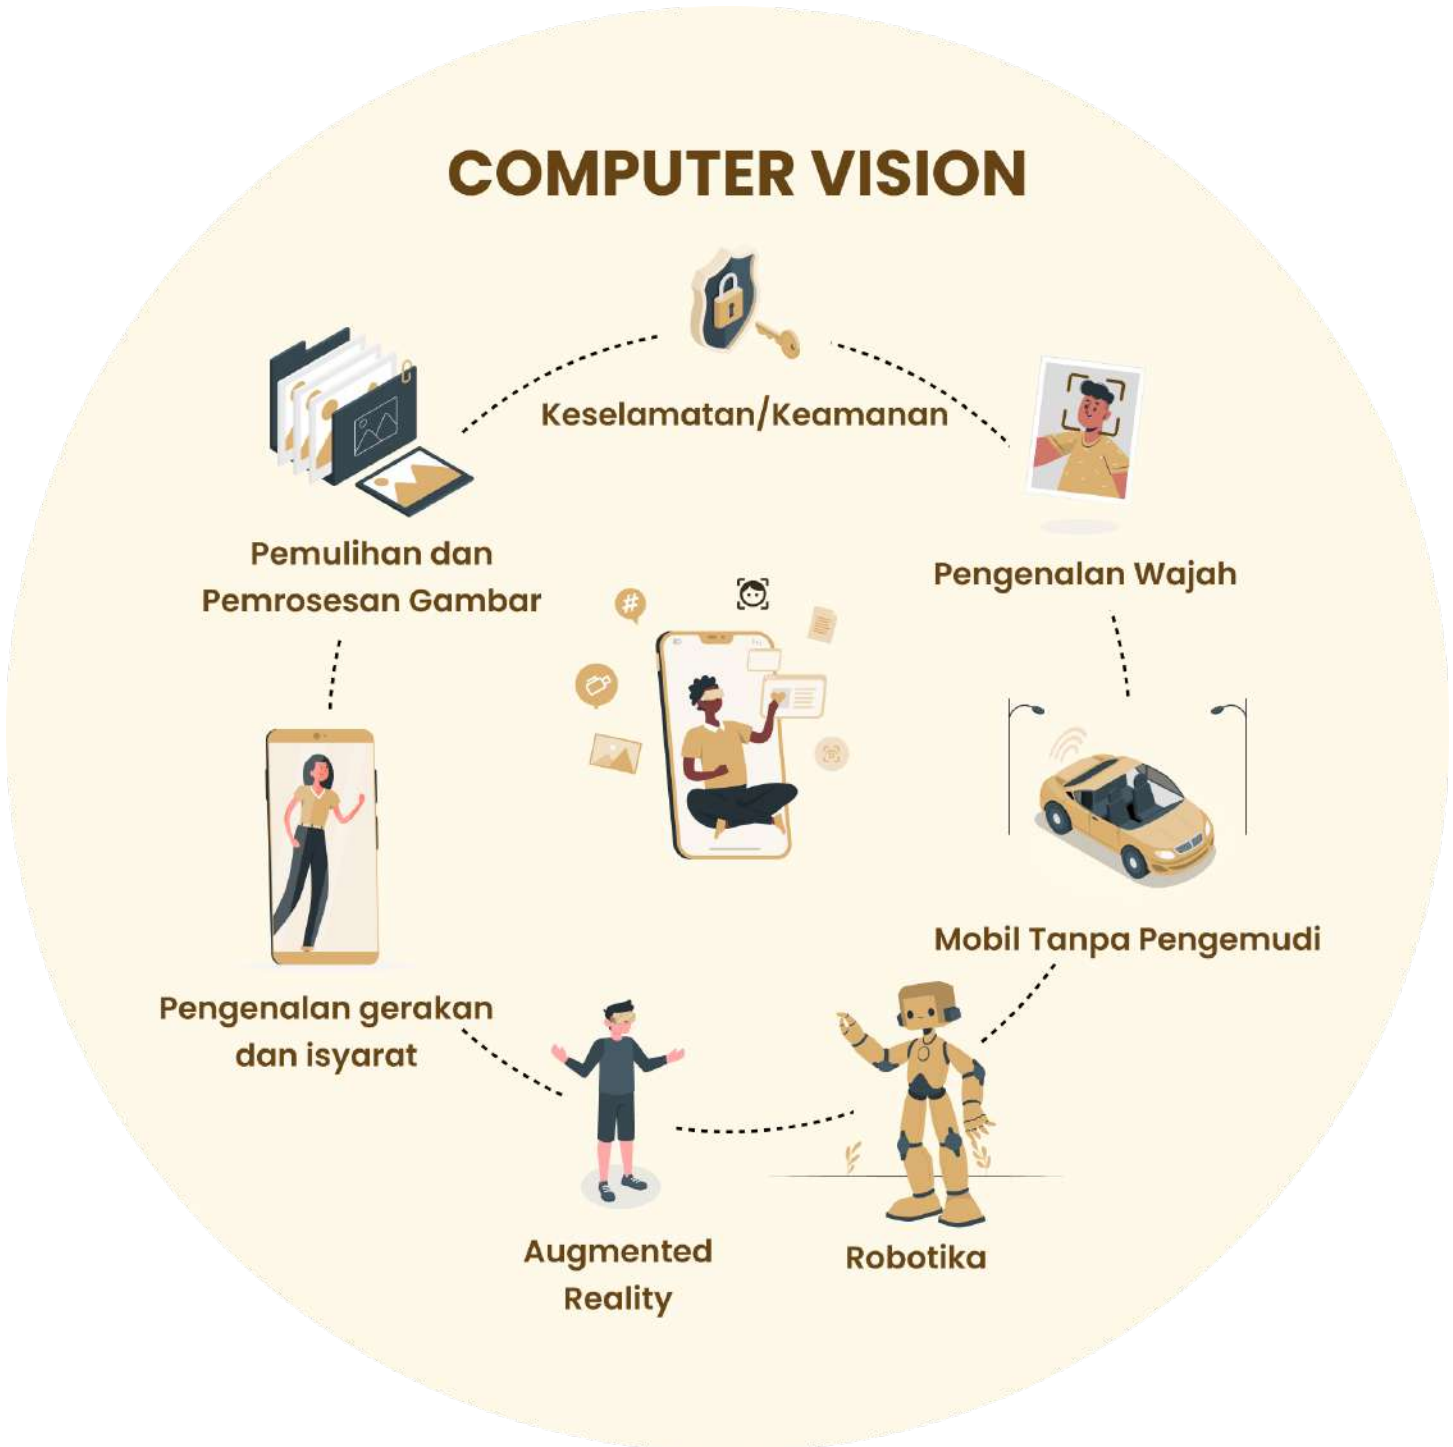 COMPUTER VISION
Keselamatan/Keamanan
Pengenalan Wajah
Mobil Tanpa Pengemudi
Robotika
Augmented
Reality
Pengenalan gerakan
dan isyarat
Pemulihan dan
Pemrosesan Gambar
#